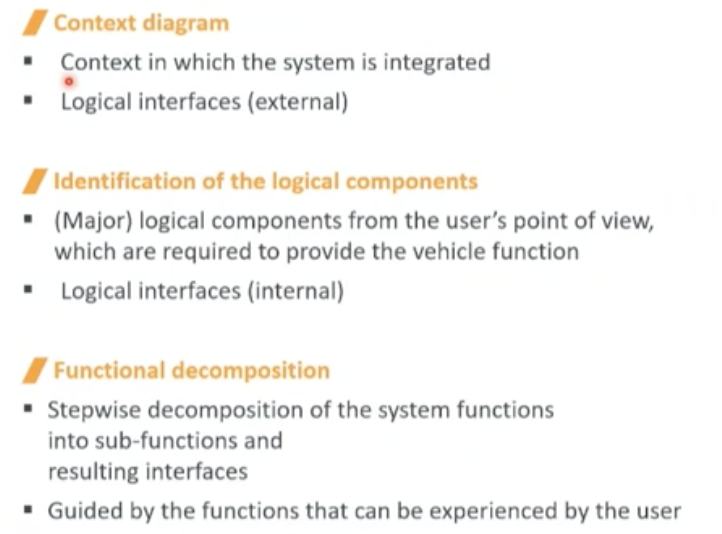 Context diagram
▪ Context in which the system is integrated
▪ Logical interfaces (external)
Identification of the logical components
▪ (Major) logical components from the user's point of view,
which are required to provide the vehicle function
▪ Logical interfaces (internal)
Functional decomposition
▪ Stepwise decomposition of the system functions
into sub-functions and
resulting interfaces
▪ Guided by the functions that can be experienced by the user